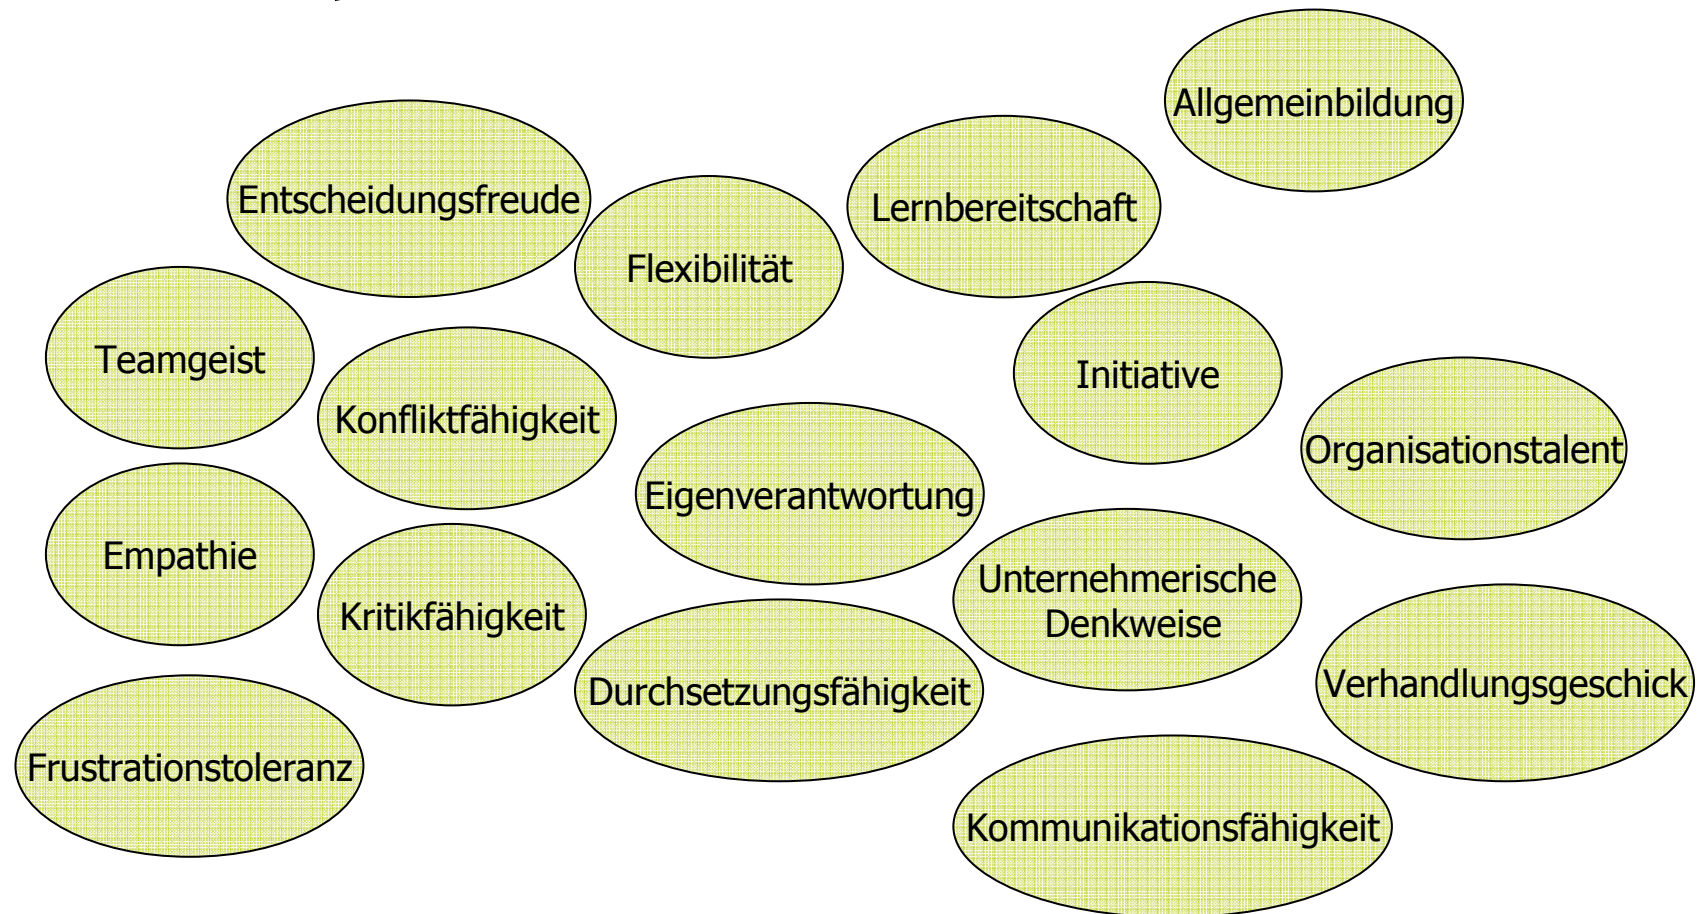 Allgemeinbildung
Entscheidungsfreude
Lernbereitschaft
Flexibilität
Teamgeist
Initiative
Konfliktfähigkeit
Organisationstalent
Eigenverantwortung
Empathie
Unternehmerische
Denkweise
Kritikfähigkeit
Verhandlungsgeschick
Durchsetzungsfähigkeit
Frustrationstoleranz
Kommunikationsfähigkeit